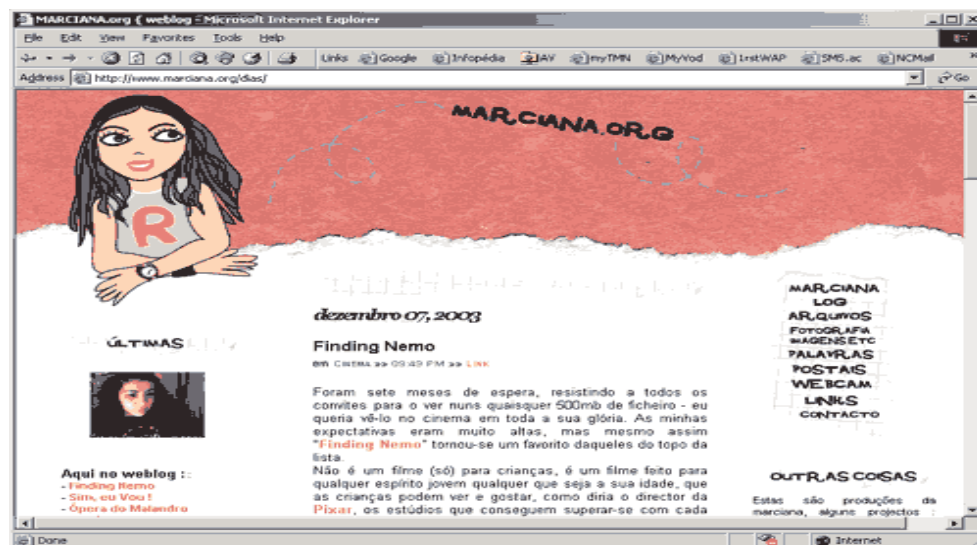 MARCIANA.org { weblog - Microsoft Internet Explorer
File Edit View Favorites Tools Help
Links Google Infopédia AV myTMN MyVod 1stWAP SMS.ac NCMail
Address http://www.marciana.org/dias/ Go
MARCIANA.ORG
R
MARCIANA
LOG
ARQUIVOS
FOTOGRAFIA
IMAGENS ETC
PALAVRAS
POSTAIS
WEBCAM
LINKS
CONTACTO
dezembro 07, 2003
ÚLTIMAS
Finding Nemo
em CINEMA >> 09:49 PM >> LINK
Foram sete meses de espera, resistindo a todos os
convites para o ver nuns quaisquer 500mb de ficheiro - eu
queria vê-lo no cinema em toda a sua glória. As minhas
expectativas eram muito altas, mas mesmo assim
"Finding Nemo" tornou-se um favorito daqueles do topo da
lista.
Não é um filme (só) para crianças, é um filme feito para
qualquer espírito jovem qualquer que seja a sua idade, que
as crianças podem ver e gostar, como diria o director da
Pixar, os estúdios que conseguem superar-se com cada
Aqui no weblog ::
- Finding Nemo
- Sim, eu Vou !
- Ópera do Malandro
OUTRAS COISAS
Estas são produções da
marciana, alguns projectos :
Done
Internet